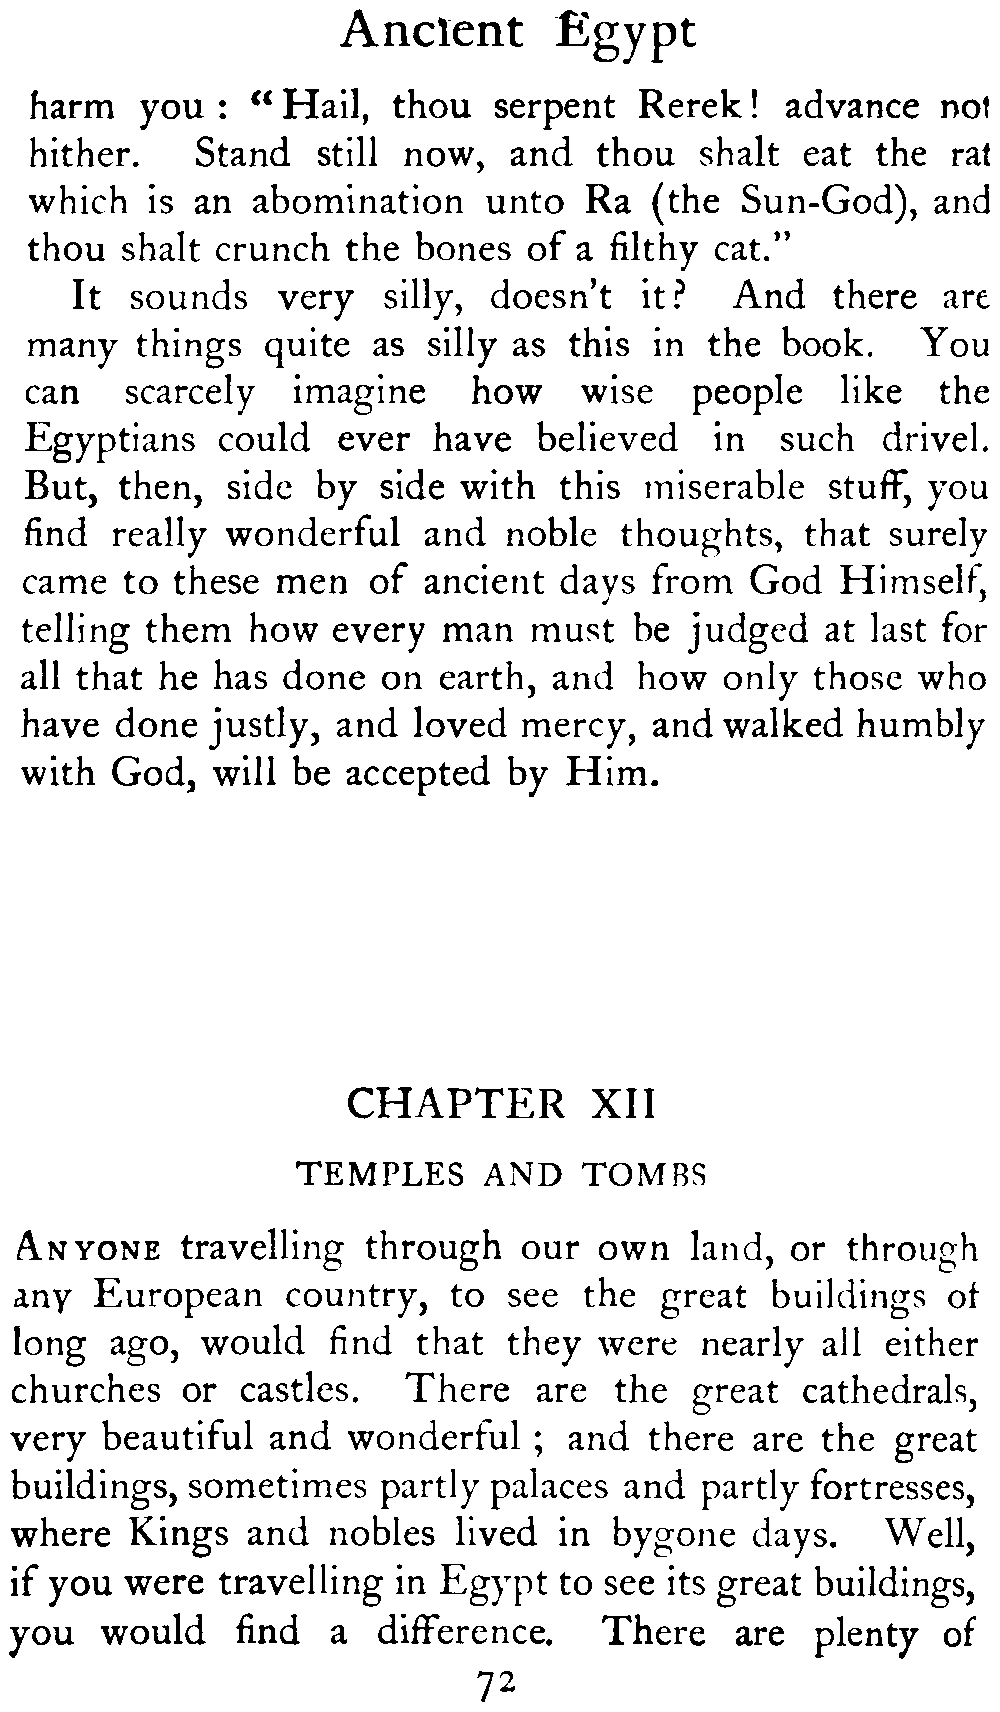 Ancient Egypt
harm you : “Hail, thou serpent Rerek! advance not
hither. Stand still now, and thou shalt eat the rat
which is an abomination unto Ra (the Sun-God), and
thou shalt crunch the bones of a filthy cat.”
It sounds very silly, doesn't it? And there are
many things quite as silly as this in the book. You
can scarcely imagine how wise people like the
Egyptians could ever have believed in such drivel.
But, then, side by side with this miserable stuff, you
find really wonderful and noble thoughts, that surely
came to these men of ancient days from God Himself,
telling them how every man must be judged at last for
all that he has done on earth, and how only those who
have done justly, and loved mercy, and walked humbly
with God, will be accepted by Him.
CHAPTER XII
TEMPLES AND TOMBS
ANYONE travelling through our own land, or through
any European country, to see the great buildings of
long ago, would find that they were nearly all either
churches or castles. There are the great cathedrals,
very beautiful and wonderful ; and there are the great
buildings, sometimes partly palaces and partly fortresses,
where Kings and nobles lived in bygone days. Well,
if you were travelling in Egypt to see its great buildings,
you would find a difference. There are plenty of
72